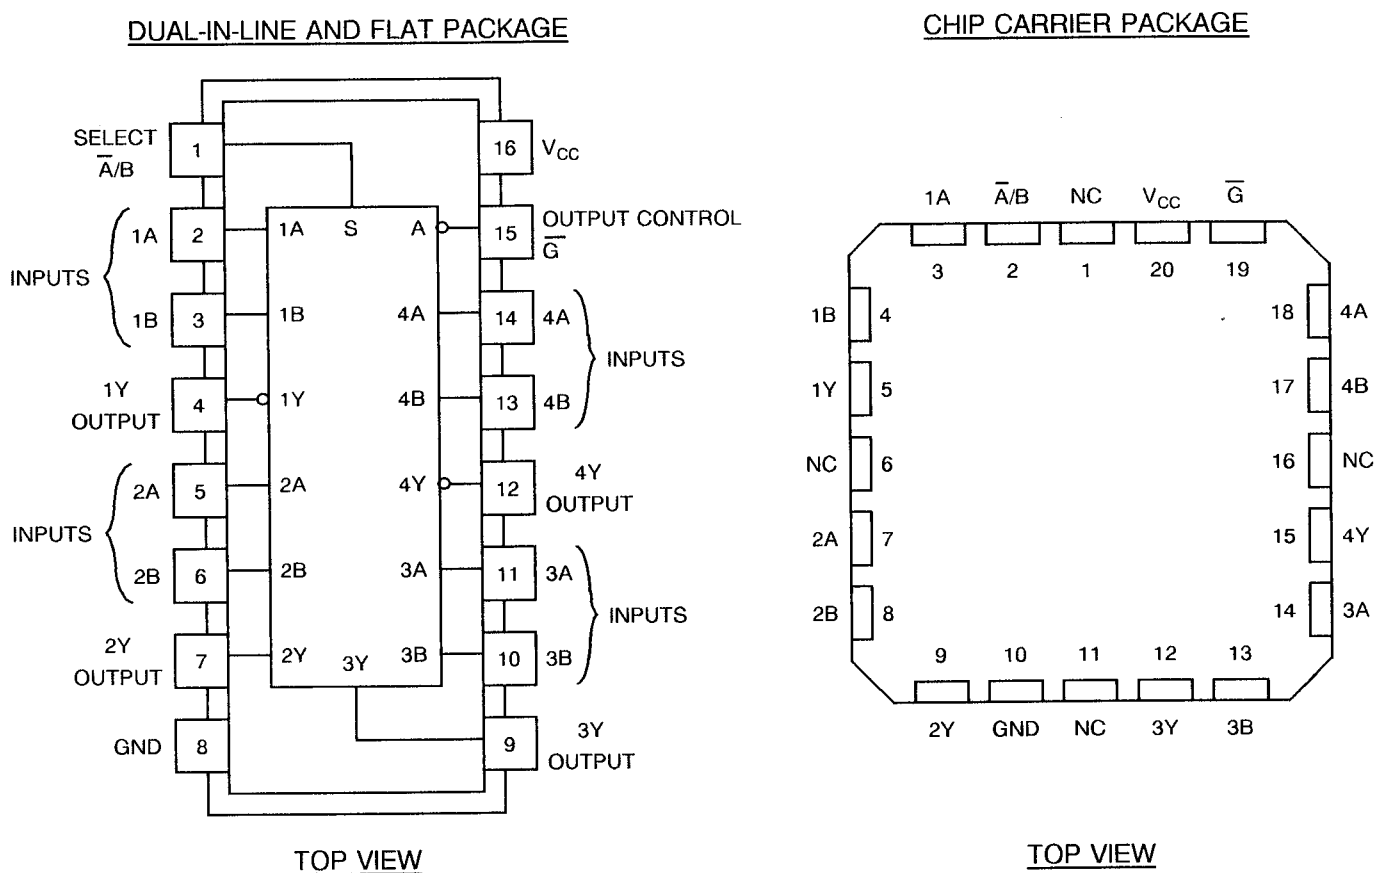 DUAL-IN-LINE AND FLAT PACKAGE
SELECT
A̅/B
1
16
VCC
1A
2
1A
S
A
15
OUTPUT CONTROL
G̅
INPUTS
1B
3
1B
4A
14
4A
INPUTS
1Y
OUTPUT
4
1Y
4B
13
4B
2A
5
2A
4Y
12
4Y
OUTPUT
INPUTS
2B
6
2B
3A
11
3A
INPUTS
2Y
OUTPUT
7
2Y
3Y
3B
10
3B
GND
8
9
3Y
OUTPUT
TOP VIEW
CHIP CARRIER PACKAGE
1A
A̅/B
NC
VCC
G̅
3
2
1
20
19
1B
4
18
4A
1Y
5
17
4B
NC
6
16
NC
2A
7
15
4Y
2B
8
14
3A
9
10
11
12
13
2Y
GND
NC
3Y
3B
TOP VIEW